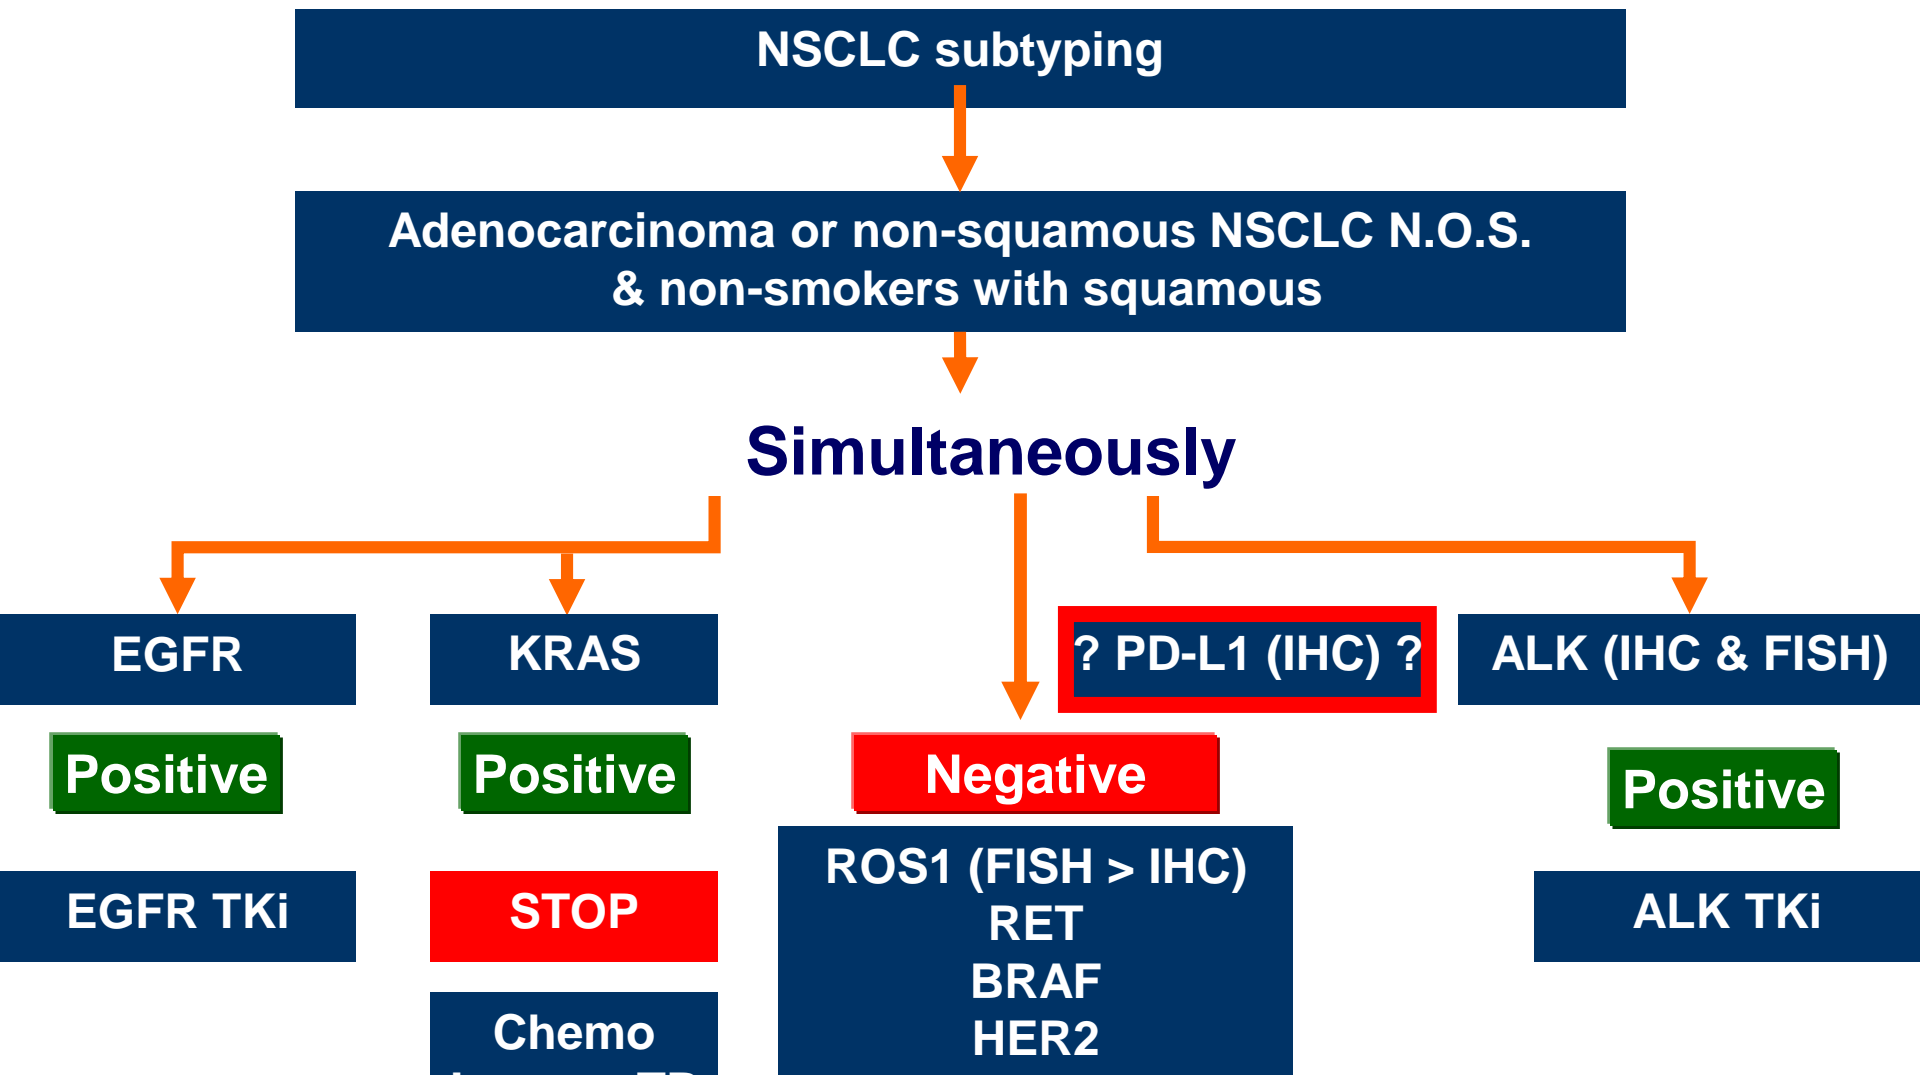 NSCLC subtyping
Adenocarcinoma or non-squamous NSCLC N.O.S.
& non-smokers with squamous
Simultaneously
EGFR
KRAS
? PD-L1 (IHC) ?
ALK (IHC & FISH)
Positive
Positive
Negative
Positive
EGFR TKi
STOP
ROS1 (FISH > IHC)
RET
BRAF
HER2
ALK TKi
Chemo